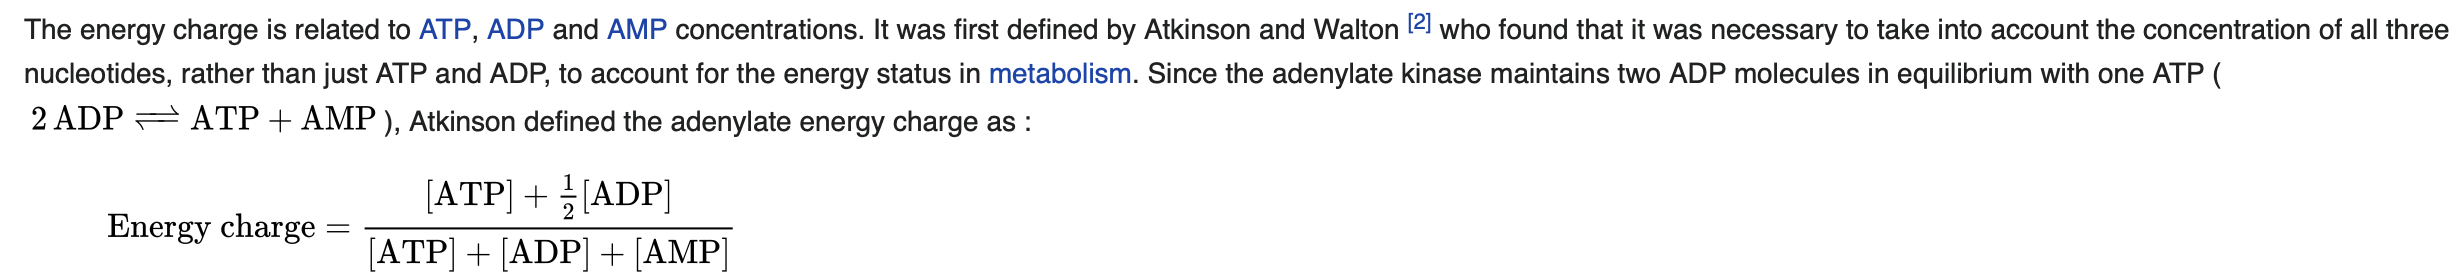 The energy charge is related to ATP, ADP and AMP concentrations. It was first defined by Atkinson and Walton [2] who found that it was necessary to take into account the concentration of all three
nucleotides, rather than just ATP and ADP, to account for the energy status in metabolism. Since the adenylate kinase maintains two ADP molecules in equilibrium with one ATP (
2 ADP ⇌ ATP + AMP ), Atkinson defined the adenylate energy charge as :
Energy charge = ([ATP] + 1/2[ADP]) / ([ATP] + [ADP] + [AMP])